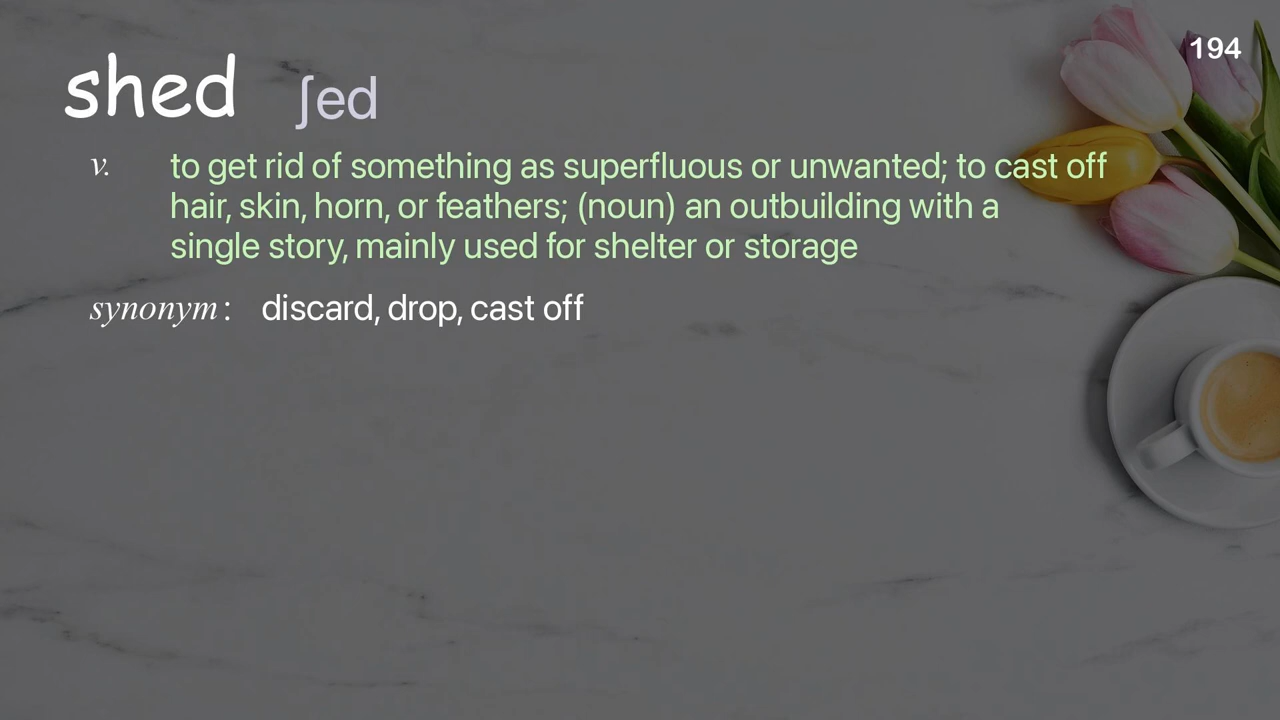 194
shed ʃed
v. to get rid of something as superfluous or unwanted; to cast off
hair, skin, horn, or feathers; (noun) an outbuilding with a
single story, mainly used for shelter or storage
synonym: discard, drop, cast off